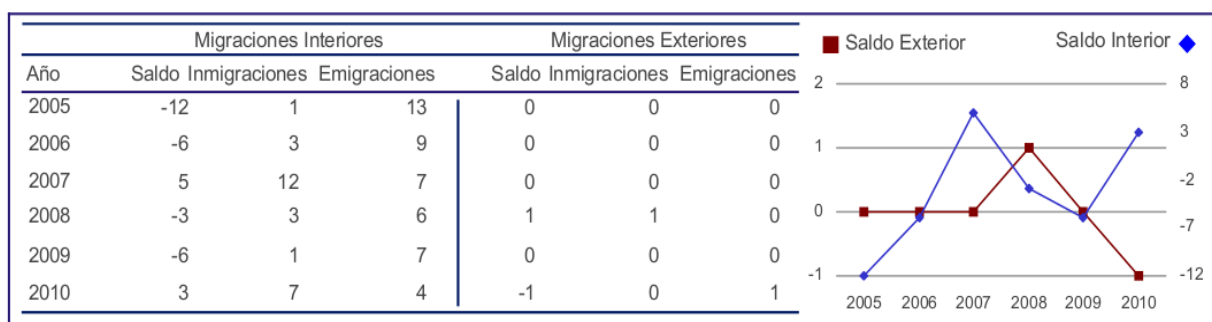 Migraciones Interiores Migraciones Exteriores
Año Saldo Inmigraciones Emigraciones Saldo Inmigraciones Emigraciones
2005 -12 1 13 0 0 0
2006 -6 3 9 0 0 0
2007 5 12 7 0 0 0
2008 -3 3 6 1 1 0
2009 -6 1 7 0 0 0
2010 3 7 4 -1 0 1
Saldo Exterior Saldo Interior
2 8
1 3
-2
0 -7
-1 -12
2005 2006 2007 2008 2009 2010